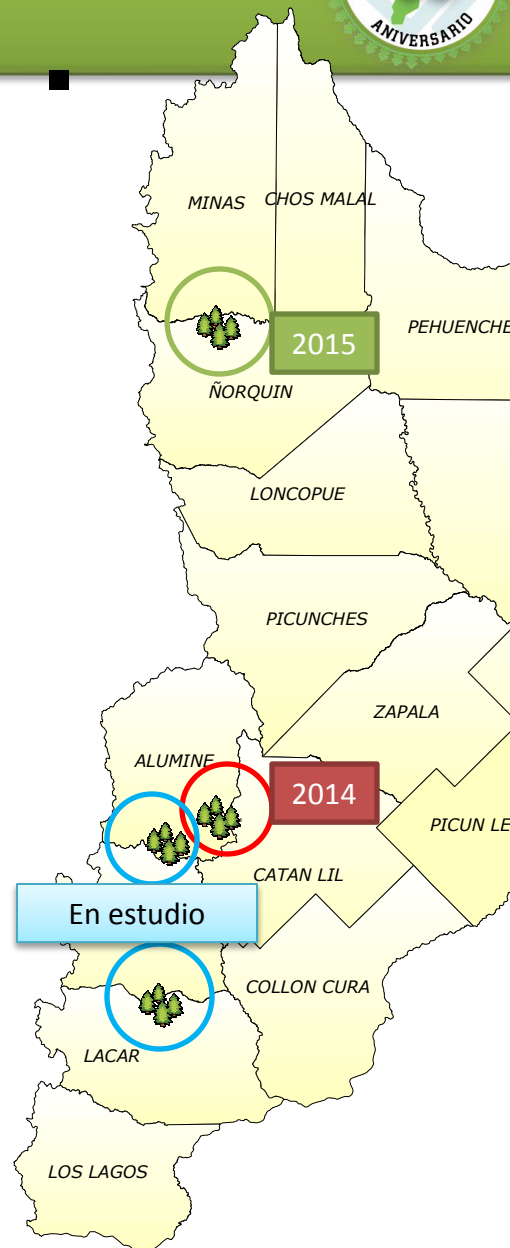 ANIVERSARIO
MINAS
CHOS MALAL
2015
PEHUENCHE
ÑORQUIN
LONCOPUE
PICUNCHES
ZAPALA
ALUMINE
2014
PICUN LE
CATAN LIL
En estudio
COLLON CURA
LACAR
LOS LAGOS